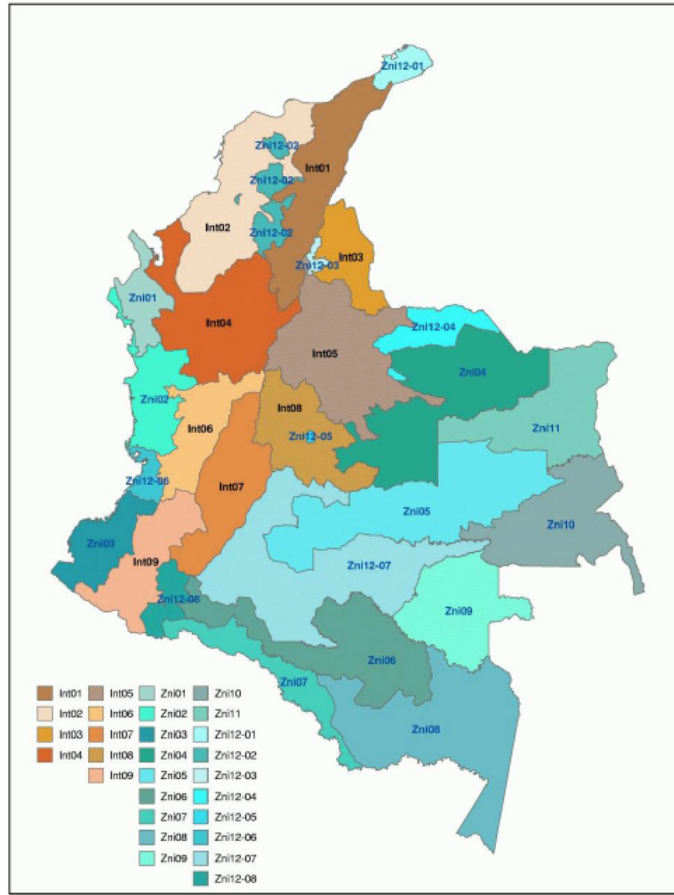 Zni12-01
Zni12-02
Int01
Zni12-02
Int02
Zni12-02
Int03
Zni12-03
Zni01
Int04
Zni12-04
Int05
Zni04
Zni02
Int08
Int06
Zni12-05
Zni11
Zni12-06
Int07
Zni05
Zni10
Zni03
Int09
Zni12-07
Zni12-08
Zni09
Zni06
Zni07
Zni08
Int01 Int05 Zni01 Zni10
Int02 Int06 Zni02 Zni11
Int03 Int07 Zni03 Zni12-01
Int04 Int08 Zni04 Zni12-02
Int09 Zni05 Zni12-03
Zni06 Zni12-04
Zni07 Zni12-05
Zni08 Zni12-06
Zni09 Zni12-07
Zni12-08